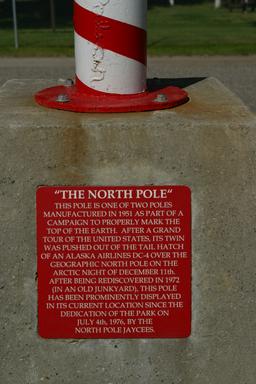 "THE NORTH POLE"
THIS POLE IS ONE OF TWO POLES
MANUFACTURED IN 1951 AS PART OF A
CAMPAIGN TO PROPERLY MARK THE
TOP OF THE EARTH. AFTER A GRAND
TOUR OF THE UNITED STATES, ITS TWIN
WAS PUSHED OUT OF THE TAIL HATCH
OF AN ALASKA AIRLINES DC-4 OVER THE
GEOGRAPHIC NORTH POLE ON THE
ARCTIC NIGHT OF DECEMBER 11th.
AFTER BEING REDISCOVERED IN 1972
(IN AN OLD JUNKYARD), THIS POLE
HAS BEEN PROMINENTLY DISPLAYED
IN ITS CURRENT LOCATION SINCE THE
DEDICATION OF THE PARK ON
JULY 4th, 1976, BY THE
NORTH POLE JAYCEES.